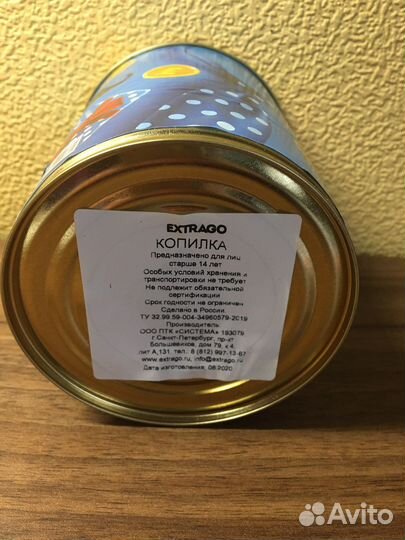 EXTRAGO
КОПИЛКА
Предназначено для лиц
старше 14 лет
Особых условий хранения и
транспортировки не требует
Не подлежит обязательной
сертификации
Срок годности не ограничен
Сделано в России
ТУ 32.99.59-004-34960579-2019
Производитель:
ООО ПТК «СИСТЕМА» 193079
г.Санкт-Петербург, пр-кт
Большевиков, дом 79, к.4,
лит А,131, тел.: 8 (812) 997-13-67
www.extrago.ru, info@extrago.ru
Дата изготовления: 08.2020
Avito